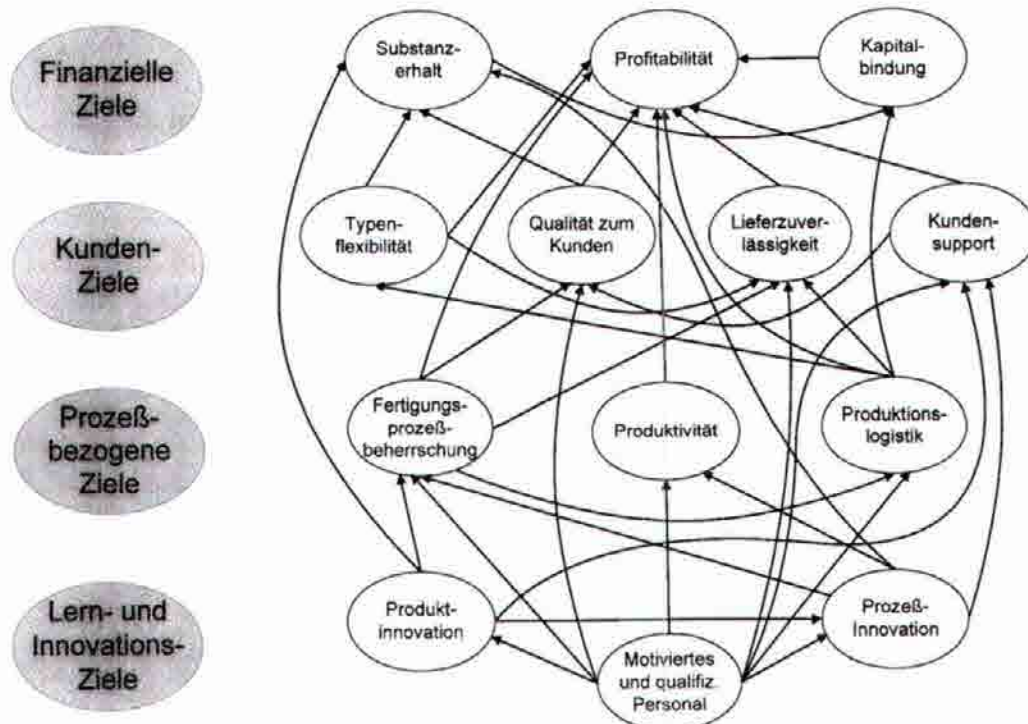 Finanzielle
Ziele
Substanz-
erhalt
Profitabilität
Kapital-
bindung
Kunden-
Ziele
Typen-
flexibilität
Qualität zum
Kunden
Lieferzuver-
lässigkeit
Kunden-
support
Prozeß-
bezogene
Ziele
Fertigungs-
prozeß-
beherrschung
Produktivität
Produktions-
logistik
Lern- und
Innovations-
Ziele
Produkt-
innovation
Motiviertes
und qualifiz.
Personal
Prozeß-
Innovation